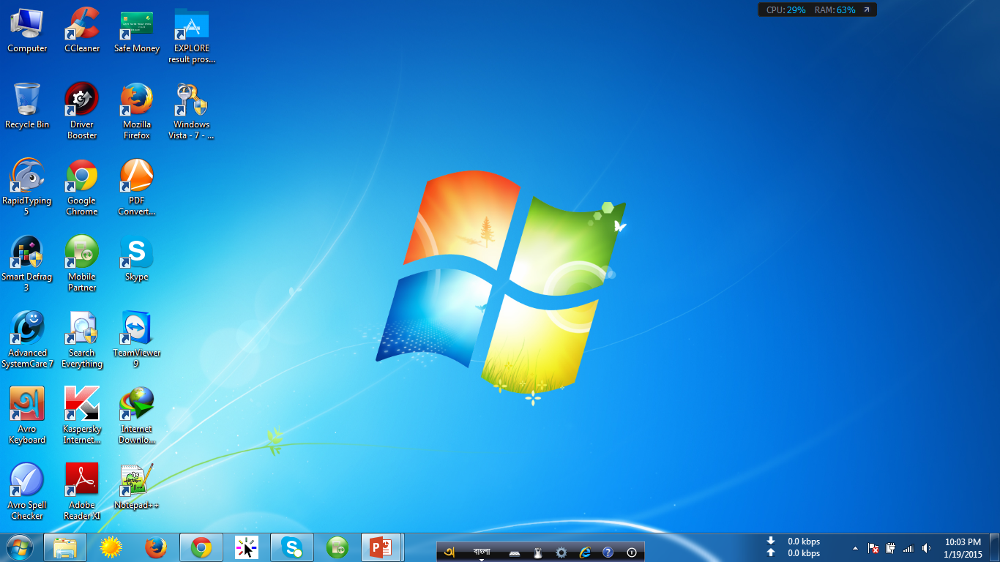 CPU:29% RAM:63%
Computer
CCleaner
Safe Money
EXPLORE
result pros...
Recycle Bin
Driver
Booster
Mozilla
Firefox
Windows
Vista - 7 - ...
RapidTyping
5
Google
Chrome
PDF
Convert...
Smart Defrag
3
Mobile
Partner
Skype
Advanced
SystemCare 7
Search
Everything
TeamViewer
9
Avro
Keyboard
Kaspersky
Internet...
Internet
Downlo...
Avro Spell
Checker
Adobe
Reader XI
Notepad++
বাংলা
0.0 kbps
0.0 kbps
10:03 PM
1/19/2015